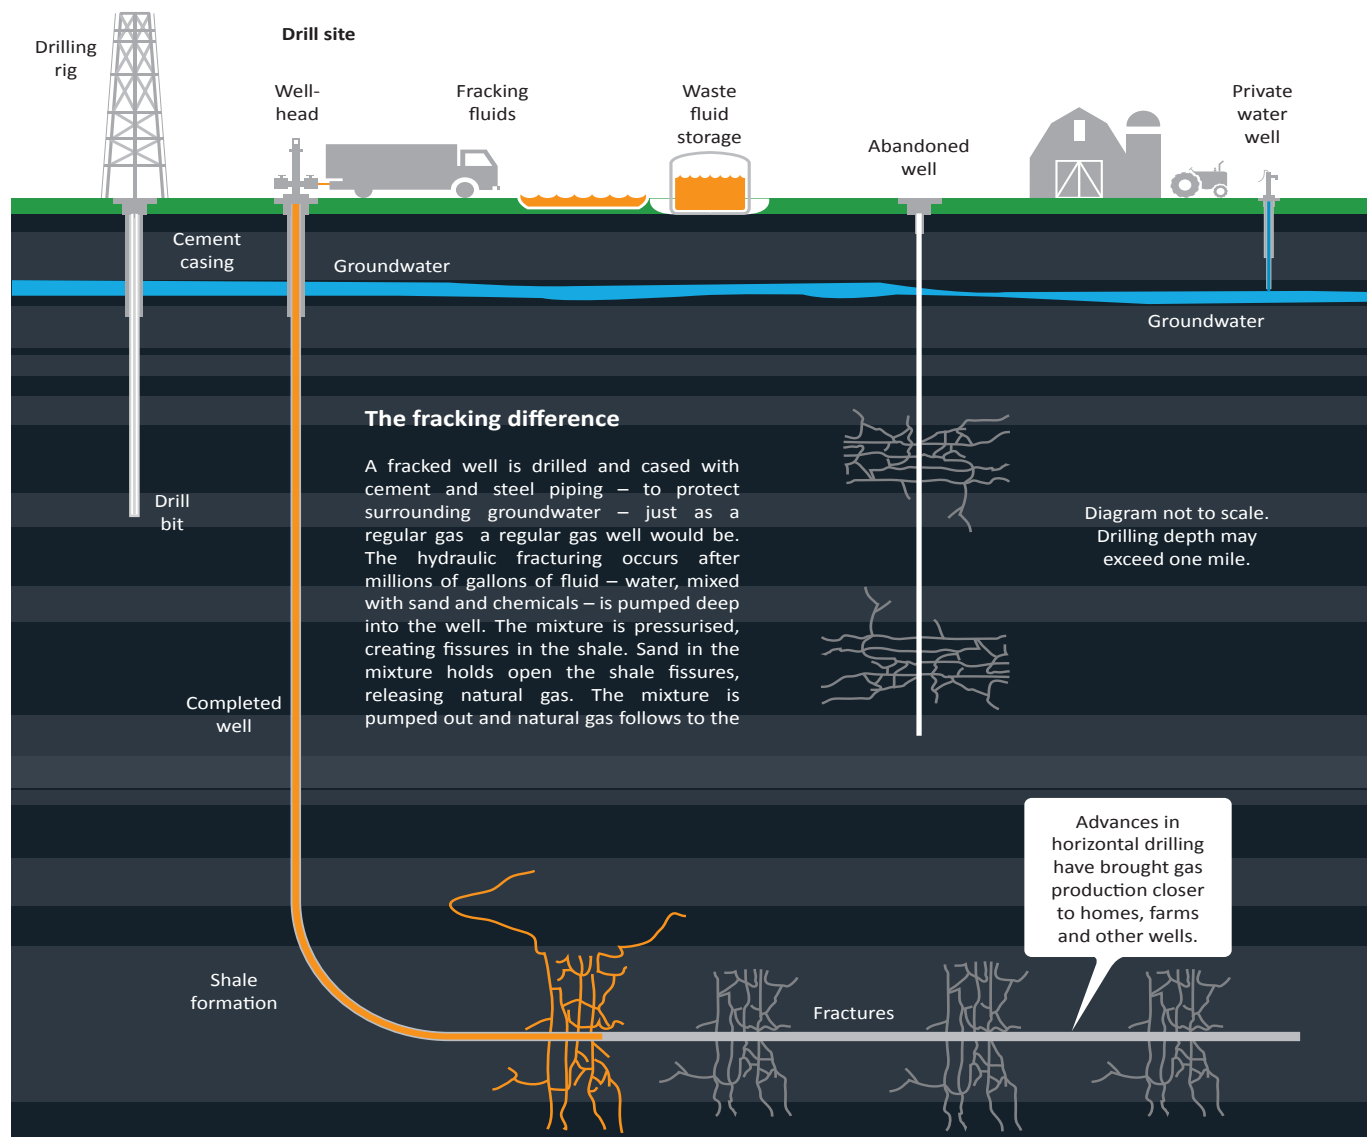 Drill site
Drilling
rig
Well-
head
Fracking
fluids
Waste
fluid
storage
Abandoned
well
Private
water
well
Cement
casing
Groundwater
Groundwater
The fracking difference
A fracked well is drilled and cased with
cement and steel piping – to protect
surrounding groundwater – just as a
regular gas a regular gas well would be.
The hydraulic fracturing occurs after
millions of gallons of fluid – water, mixed
with sand and chemicals – is pumped deep
into the well. The mixture is pressurised,
creating fissures in the shale. Sand in the
mixture holds open the shale fissures,
releasing natural gas. The mixture is
pumped out and natural gas follows to the
Drill
bit
Diagram not to scale.
Drilling depth may
exceed one mile.
Completed
well
Advances in
horizontal drilling
have brought gas
production closer
to homes, farms
and other wells.
Shale
formation
Fractures